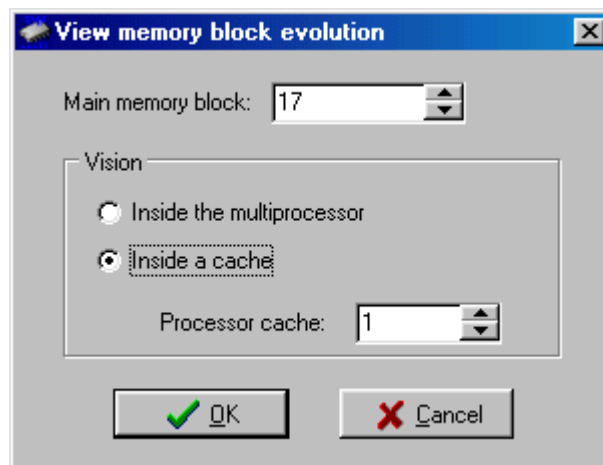 View memory block evolution
Main memory block: 17
Vision
Inside the multiprocessor
Inside a cache
Processor cache: 1
OK Cancel